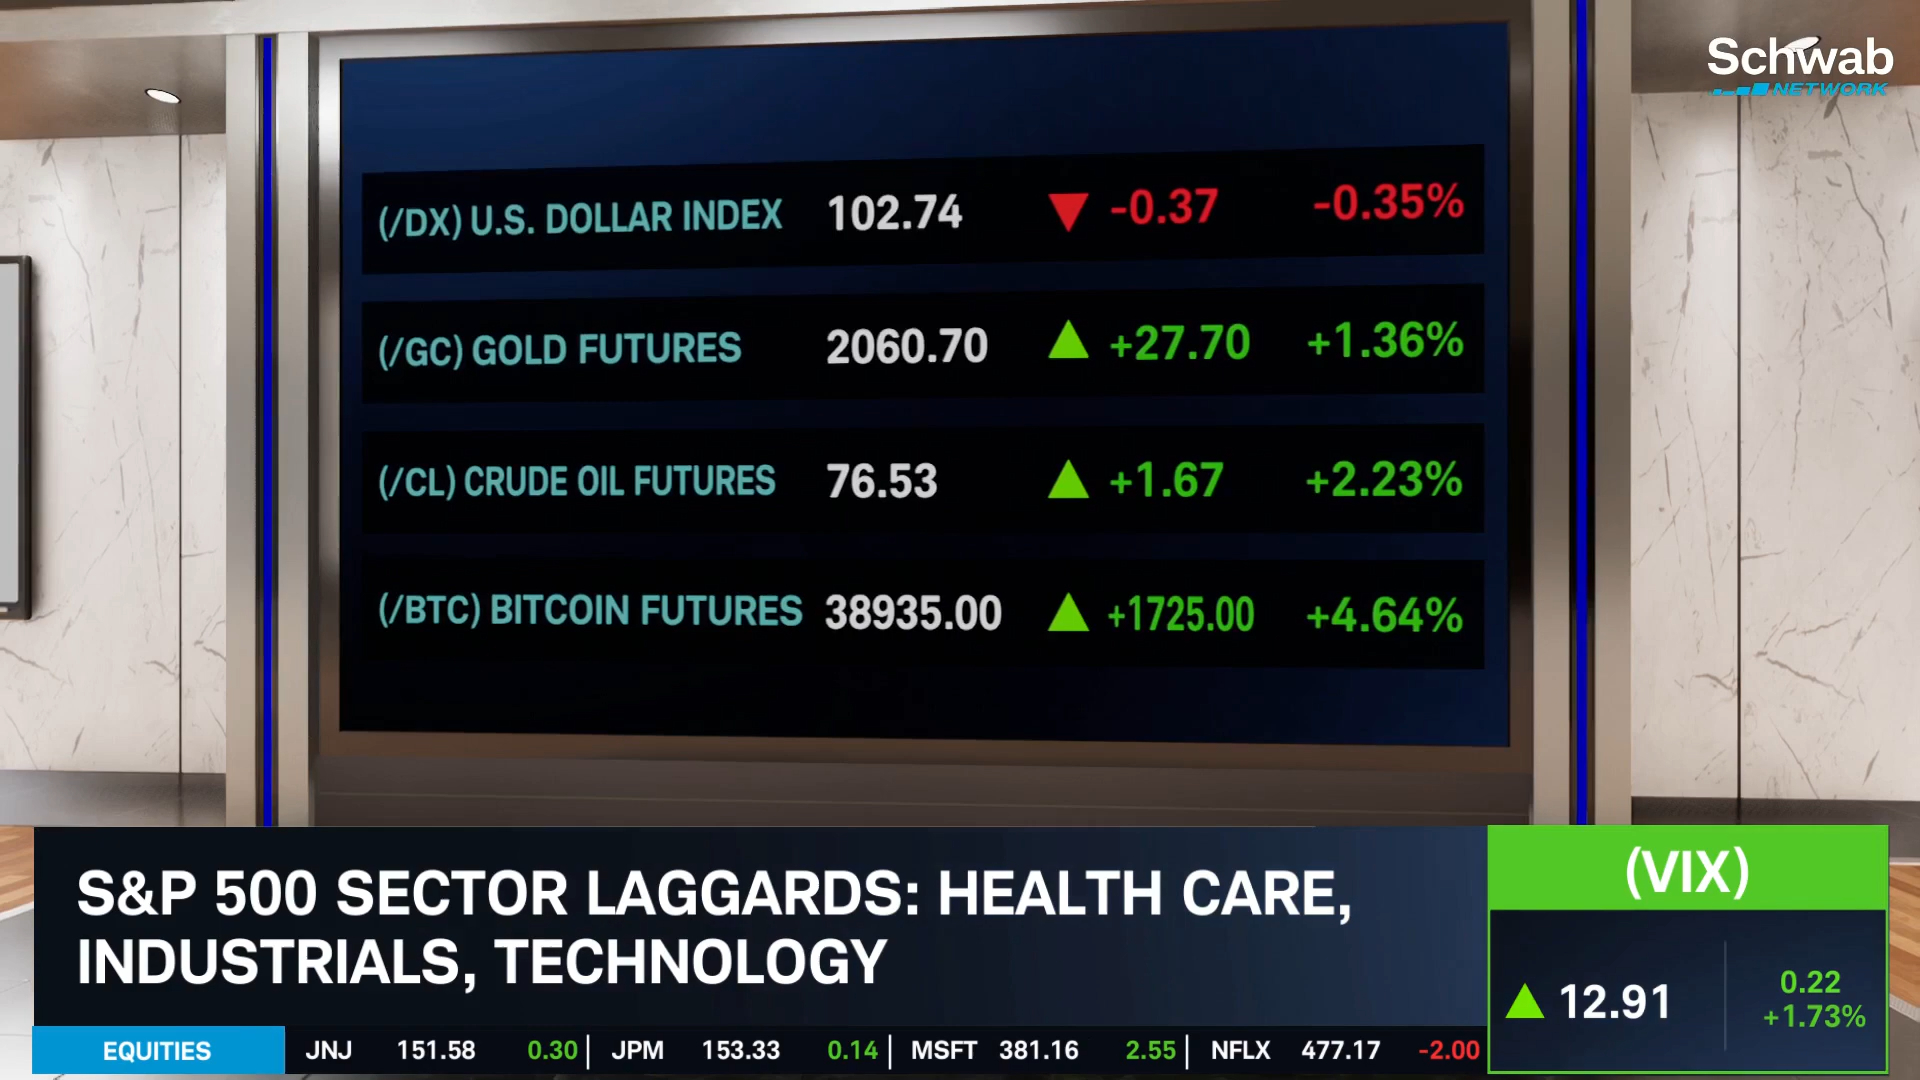 Schwab
NETWORK
(/DX) U.S. DOLLAR INDEX 102.74 ▼ -0.37 -0.35%
(/GC) GOLD FUTURES 2060.70 ▲ +27.70 +1.36%
(/CL) CRUDE OIL FUTURES 76.53 ▲ +1.67 +2.23%
(/BTC) BITCOIN FUTURES 38935.00 ▲ +1725.00 +4.64%
S&P 500 SECTOR LAGGARDS: HEALTH CARE,
INDUSTRIALS, TECHNOLOGY
(VIX)
▲ 12.91
0.22
+1.73%
EQUITIES JNJ 151.58 0.30 | JPM 153.33 0.14 | MSFT 381.16 2.55 | NFLX 477.17 -2.00